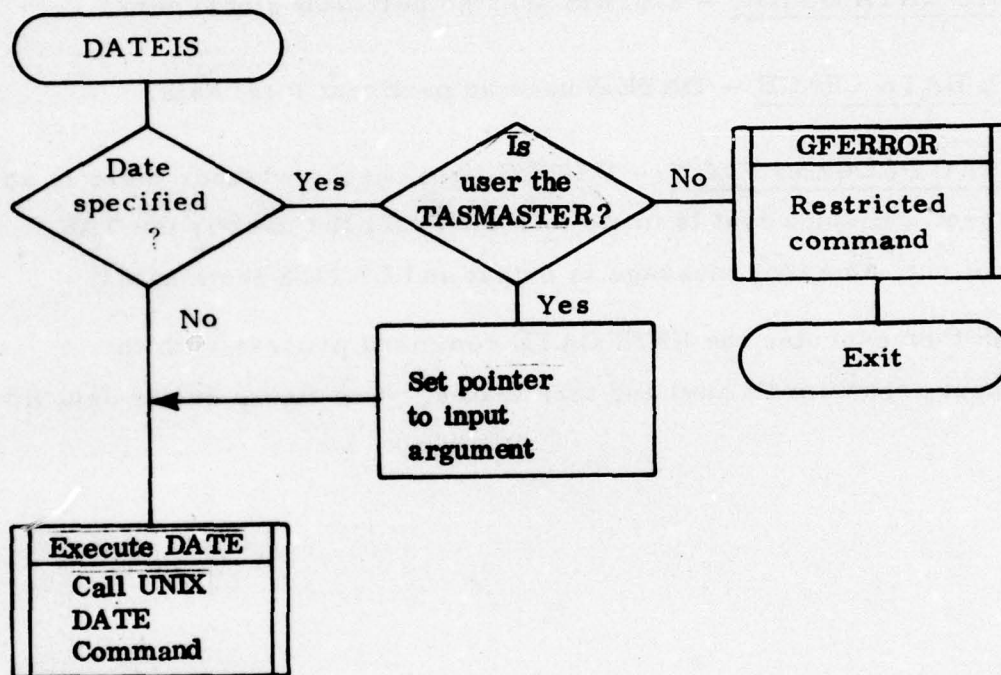 DATEIS
Date
specified
?
Yes
No
Is
user the
TASMASTER?
No
Yes
GFERROR
Restricted
command
Exit
Set pointer
to input
argument
Execute DATE
Call UNIX
DATE
Command